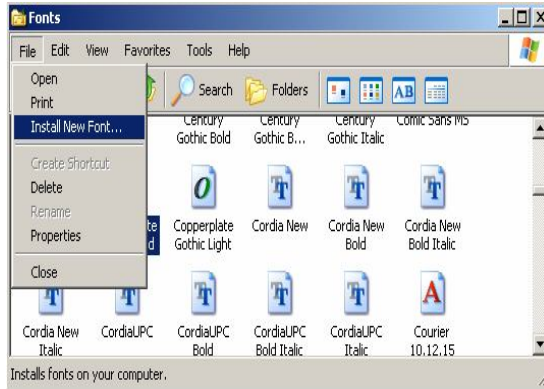 Fonts
File Edit View Favorites Tools Help
Search Folders
Open
Print
Install New Font...
Create Shortcut
Delete
Rename
Properties
Close
Century Gothic Bold
Century Gothic B...
Century Gothic Italic
Comic Sans MS
te
d
Copperplate Gothic Light
Cordia New
Cordia New Bold
Cordia New Bold Italic
Cordia New Italic
CordiaUPC
CordiaUPC Bold
CordiaUPC Bold Italic
CordiaUPC Italic
Courier 10,12,15
Installs fonts on your computer.